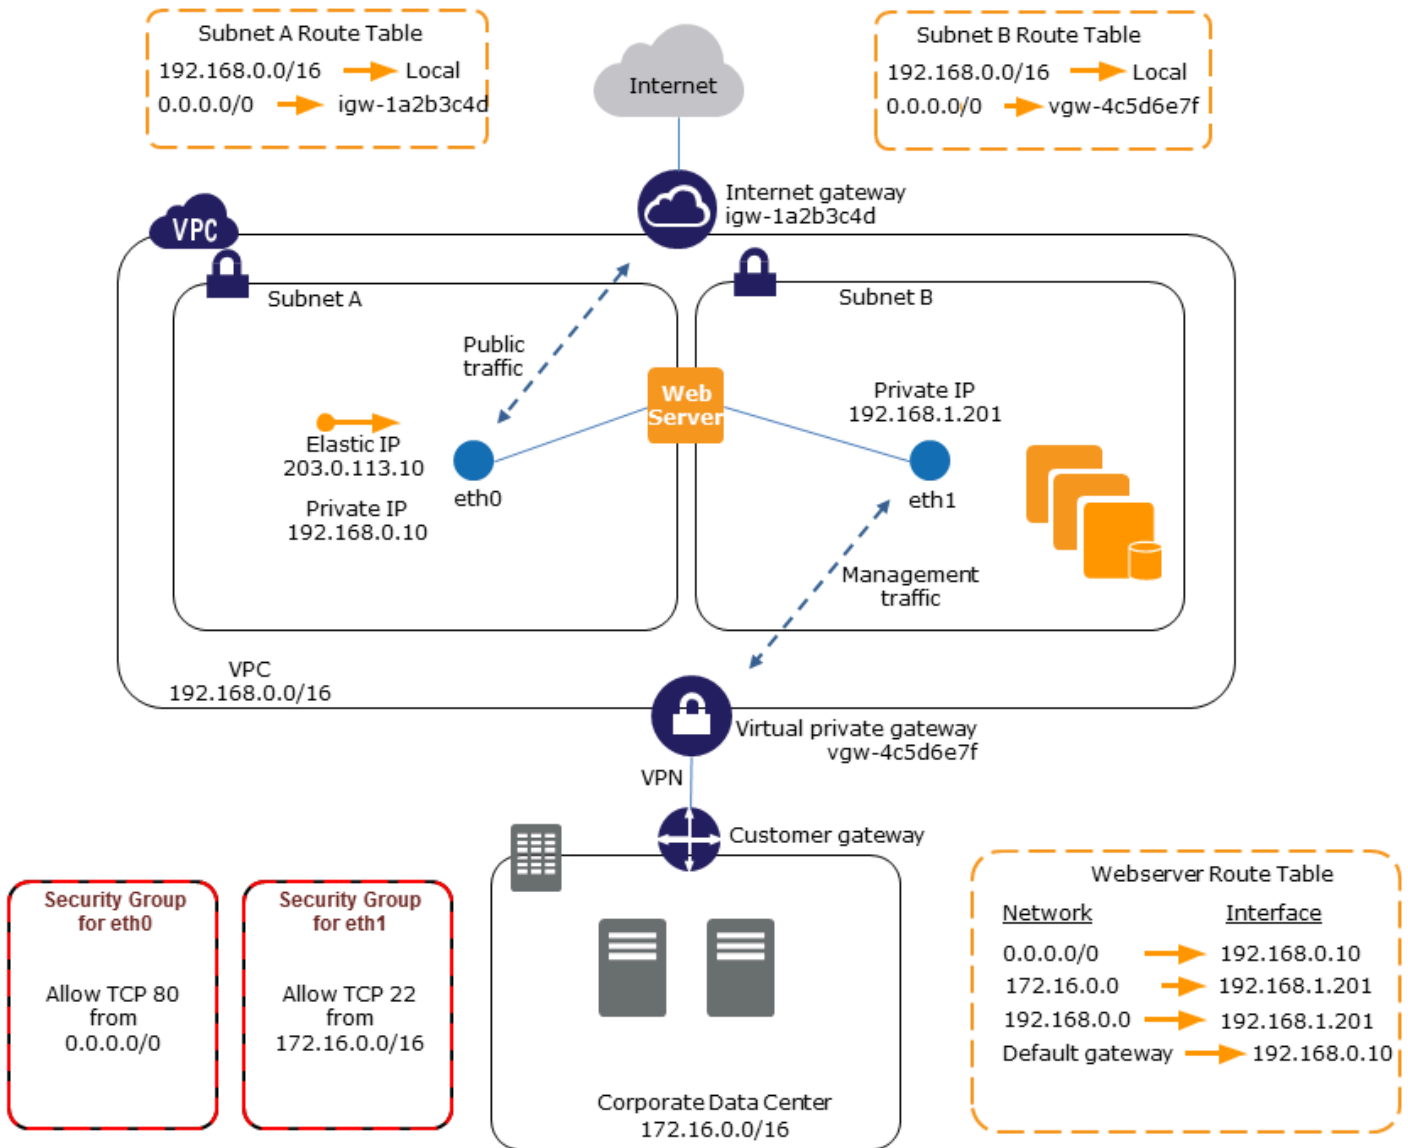 Subnet A Route Table
192.168.0.0/16 Local
0.0.0.0/0 igw-1a2b3c4d
Internet
Subnet B Route Table
192.168.0.0/16 Local
0.0.0.0/0 vgw-4c5d6e7f
Internet gateway
igw-1a2b3c4d
VPC
Subnet A
Subnet B
Public
traffic
Web
Server
Private IP
192.168.1.201
Elastic IP
203.0.113.10
eth0
eth1
Private IP
192.168.0.10
Management
traffic
VPC
192.168.0.0/16
Virtual private gateway
vgw-4c5d6e7f
VPN
Customer gateway
Security Group
for eth0
Allow TCP 80
from
0.0.0.0/0
Security Group
for eth1
Allow TCP 22
from
172.16.0.0/16
Corporate Data Center
172.16.0.0/16
Webserver Route Table
Network Interface
0.0.0.0/0 192.168.0.10
172.16.0.0 192.168.1.201
192.168.0.0 192.168.1.201
Default gateway 192.168.0.10